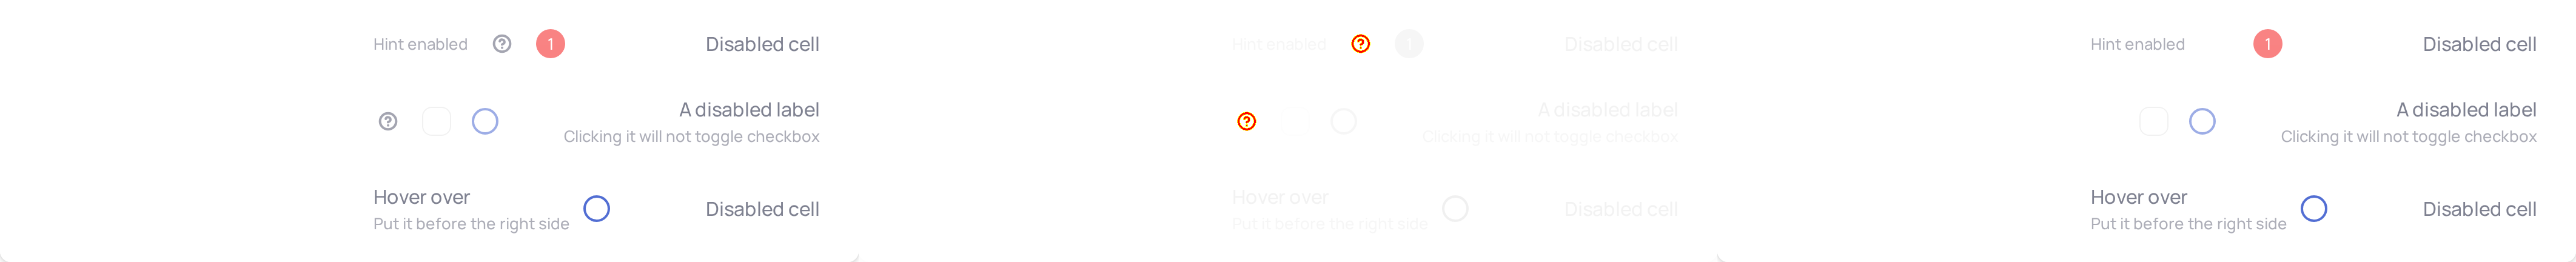 Hint enabled ? 1 Disabled cell
? A disabled label
Clicking it will not toggle checkbox
Hover over
Put it before the right side
Disabled cell
Hint enabled ? 1 Disabled cell
? A disabled label
Clicking it will not toggle checkbox
Hover over
Put it before the right side
Disabled cell
Hint enabled 1 Disabled cell
A disabled label
Clicking it will not toggle checkbox
Hover over
Put it before the right side
Disabled cell